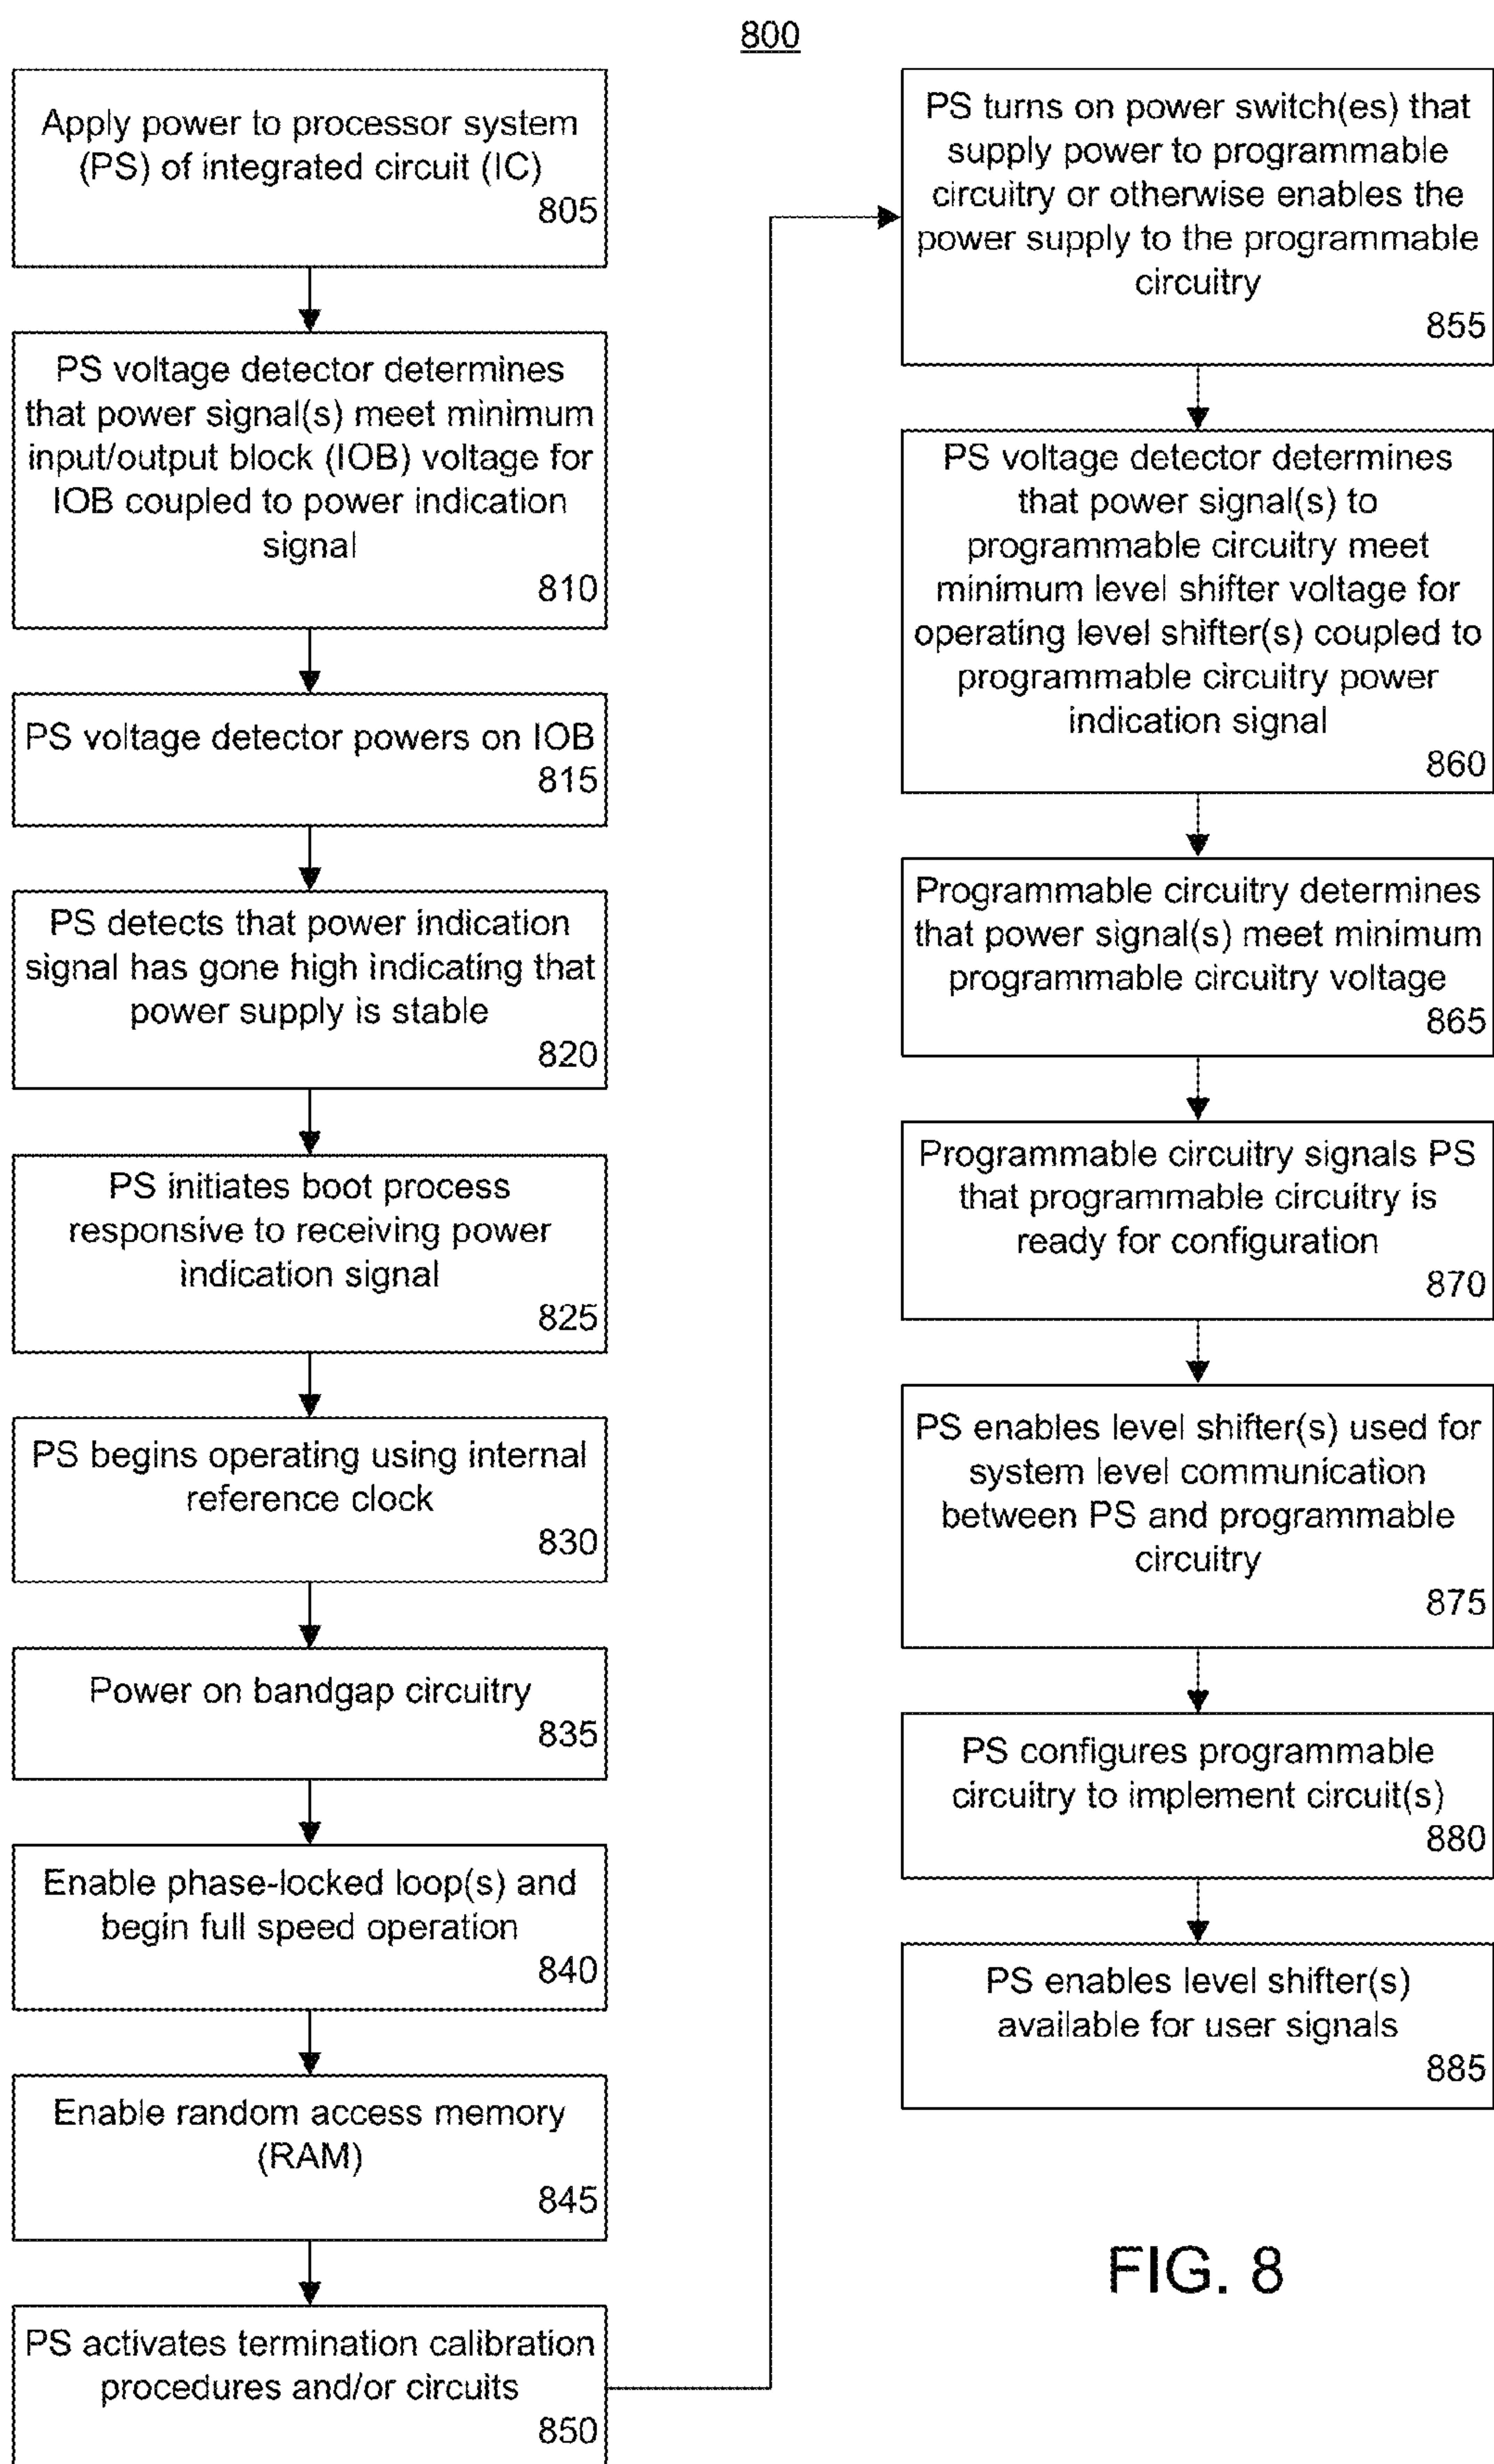 800
Apply power to processor system
(PS) of integrated circuit (IC)
805
PS voltage detector determines
that power signal(s) meet minimum
input/output block (IOB) voltage for
IOB coupled to power indication
signal
810
PS voltage detector powers on IOB
815
PS detects that power indication
signal has gone high indicating that
power supply is stable
820
PS initiates boot process
responsive to receiving power
indication signal
825
PS begins operating using internal
reference clock
830
Power on bandgap circuitry
835
Enable phase-locked loop(s) and
begin full speed operation
840
Enable random access memory
(RAM)
845
PS activates termination calibration
procedures and/or circuits
850
PS turns on power switch(es) that
supply power to programmable
circuitry or otherwise enables the
power supply to the programmable
circuitry
855
PS voltage detector determines
that power signal(s) to
programmable circuitry meet
minimum level shifter voltage for
operating level shifter(s) coupled to
programmable circuitry power
indication signal
860
Programmable circuitry determines
that power signal(s) meet minimum
programmable circuitry voltage
865
Programmable circuitry signals PS
that programmable circuitry is
ready for configuration
870
PS enables level shifter(s) used for
system level communication
between PS and programmable
circuitry
875
PS configures programmable
circuitry to implement circuit(s)
880
PS enables level shifter(s)
available for user signals
885
FIG. 8